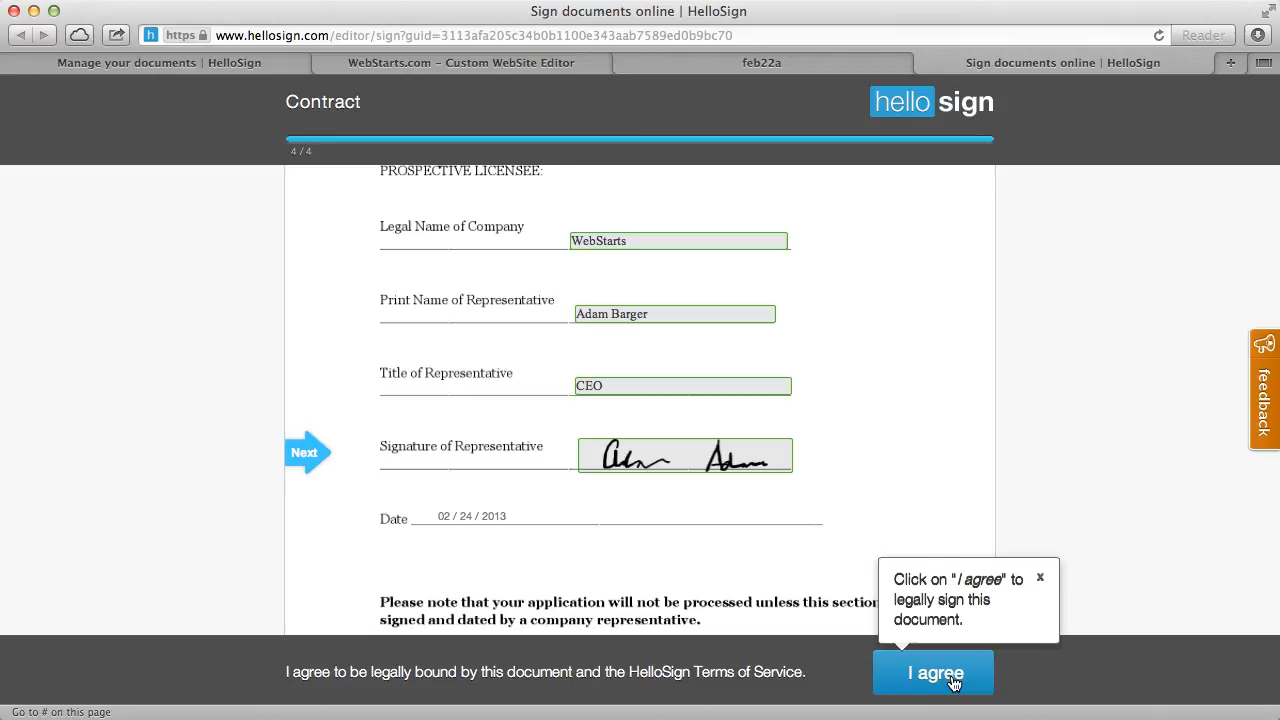 Sign documents online | HelloSign
https www.hellosign.com/editor/sign?guid=3113afa205c34b0b1100e343aab7589ed0b9bc70 Reader
Manage your documents | HelloSign WebStarts.com – Custom WebSite Editor feb22a Sign documents online | HelloSign +
Contract hellosign
4 / 4
PROSPECTIVE LICENSEE:
Legal Name of Company
WebStarts
Print Name of Representative
Adam Barger
Title of Representative
CEO
Next
Signature of Representative
Adam Adam
Date 02 / 24 / 2013
feedback
Click on "I agree" to x
legally sign this
document.
Please note that your application will not be processed unless this section
signed and dated by a company representative.
I agree to be legally bound by this document and the HelloSign Terms of Service. I agree
Go to # on this page